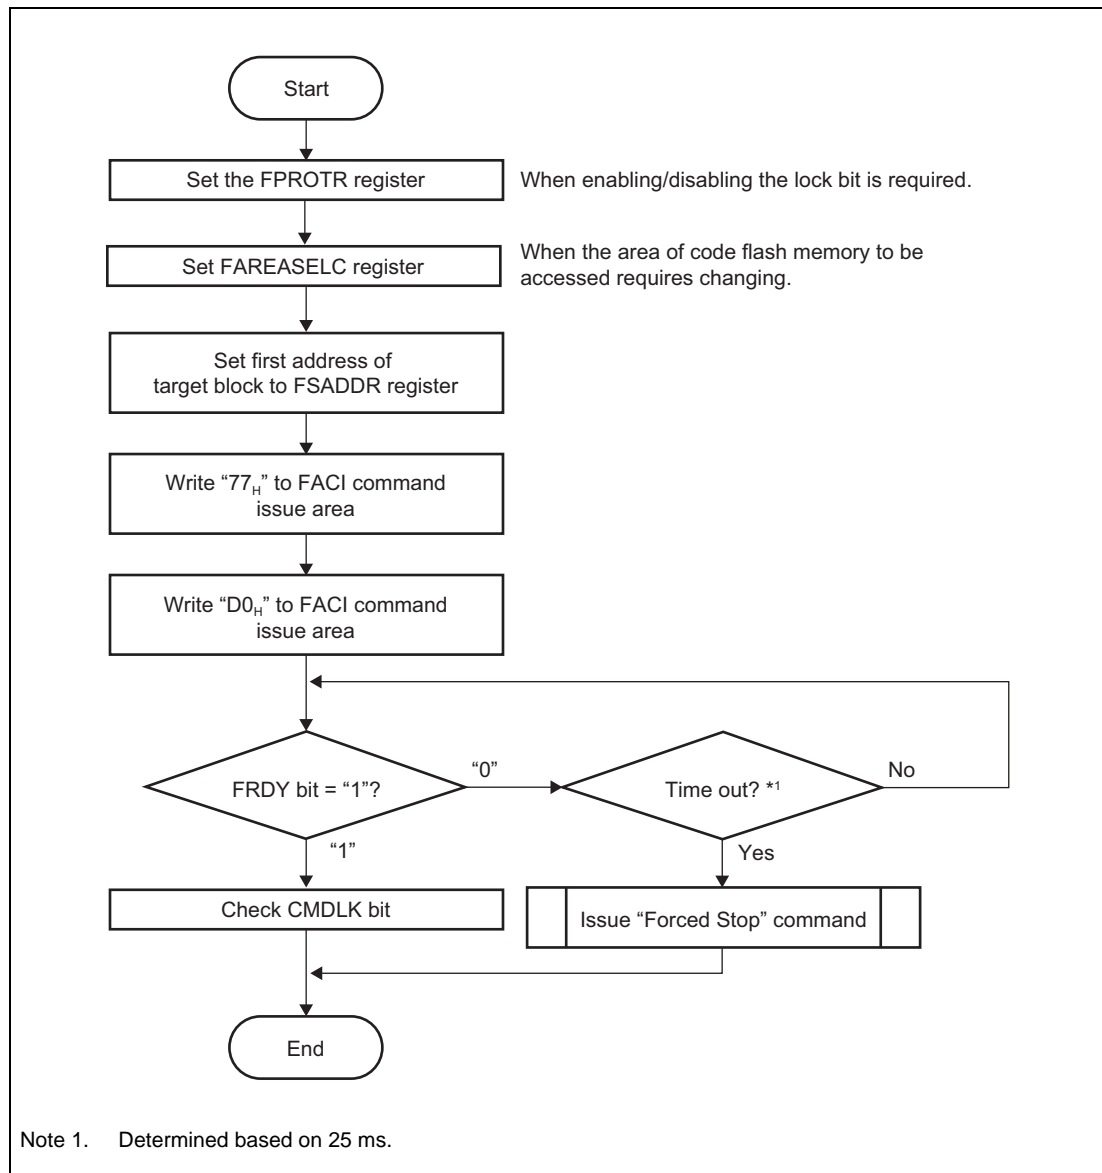 Start
Set the FPROTR register
When enabling/disabling the lock bit is required.
Set FAREASELC register
When the area of code flash memory to be
accessed requires changing.
Set first address of
target block to FSADDR register
Write “77H” to FACI command
issue area
Write “D0H” to FACI command
issue area
FRDY bit = “1”?
“0”
Time out? *1
No
“1”
Yes
Check CMDLK bit
Issue “Forced Stop” command
End
Note 1. Determined based on 25 ms.